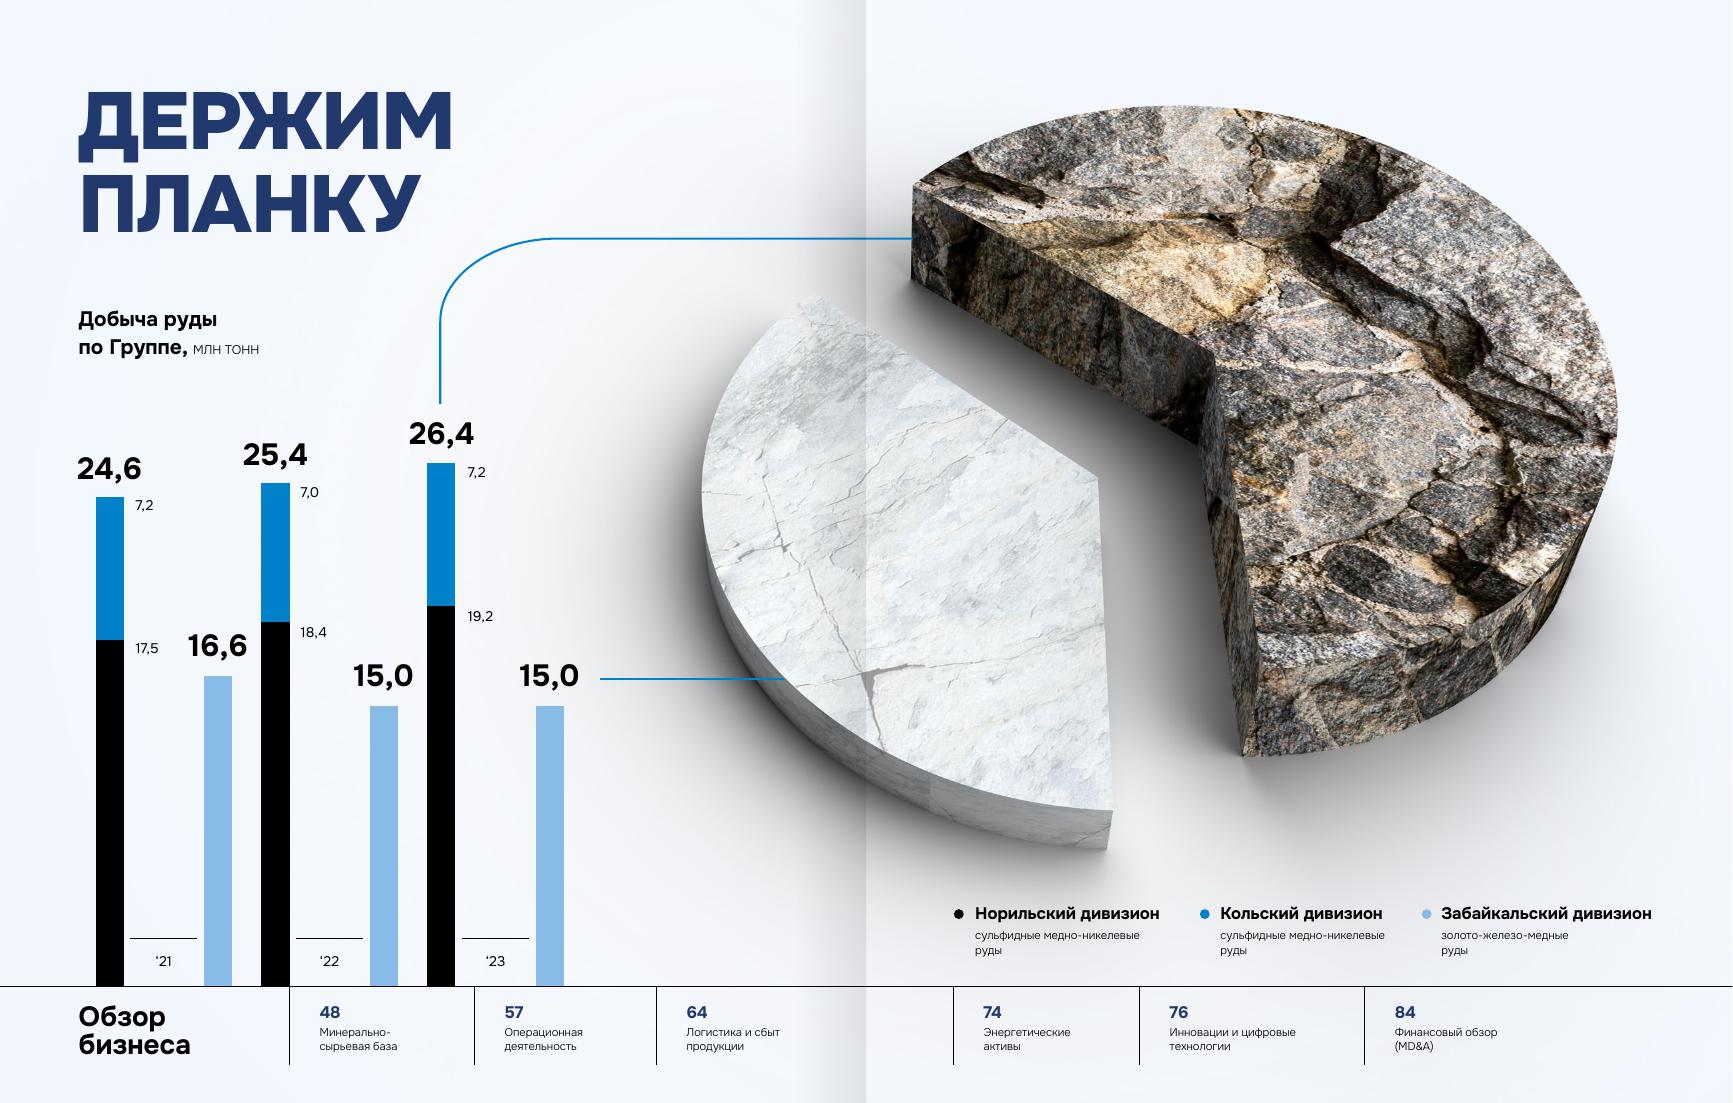 ДЕРЖИМ
ПЛАНКУ
Добыча руды
по Группе, МЛН ТОНН
24,6
7,2
17,5
16,6
25,4
7,0
18,4
15,0
26,4
7,2
19,2
15,0
‘21
‘22
‘23
Норильский дивизион
сульфидные медно-никелевые
руды
Кольский дивизион
сульфидные медно-никелевые
руды
Забайкальский дивизион
золото-железо-медные
руды
Обзор
бизнеса
48
Минерально-
сырьевая база
57
Операционная
деятельность
64
Логистика и сбыт
продукции
74
Энергетические
активы
76
Инновации и цифровые
технологии
84
Финансовый обзор
(MD&A)